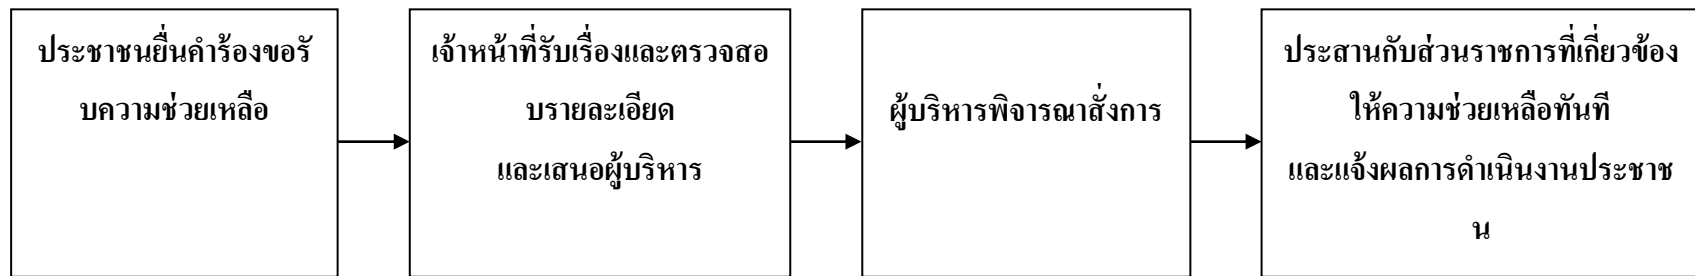 ประชาชนยื่นคำร้องขอรั
บความช่วยเหลือ
เจ้าหน้าที่รับเรื่องและตรวจสอ
บรายละเอียด
และเสนอผู้บริหาร
ผู้บริหารพิจารณาสั่งการ
ประสานกับส่วนราชการที่เกี่ยวข้อง
ให้ความช่วยเหลือทันที
และแจ้งผลการดำเนินงานประชาช
น